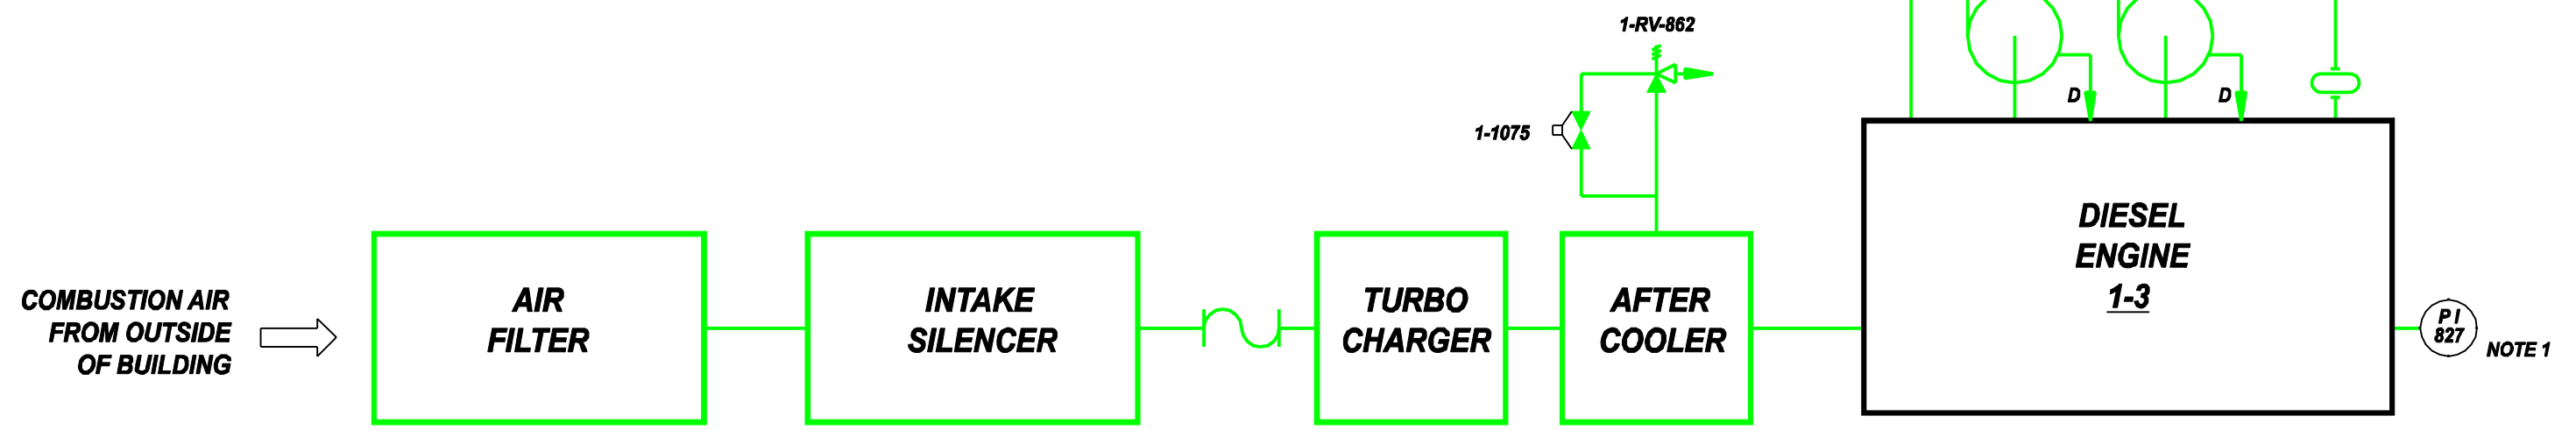 1-RV-862
1-1075
D
D
COMBUSTION AIR
FROM OUTSIDE
OF BUILDING
AIR
FILTER
INTAKE
SILENCER
TURBO
CHARGER
AFTER
COOLER
DIESEL
ENGINE
1-3
PI
827
NOTE 1